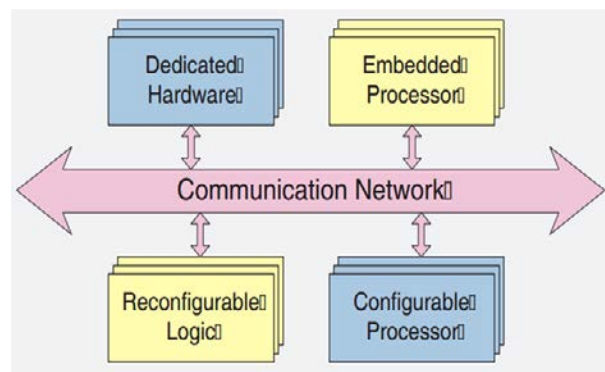 Dedicated
Hardware
Embedded
Processor
Communication Network
Reconfigurable
Logic
Configurable
Processor